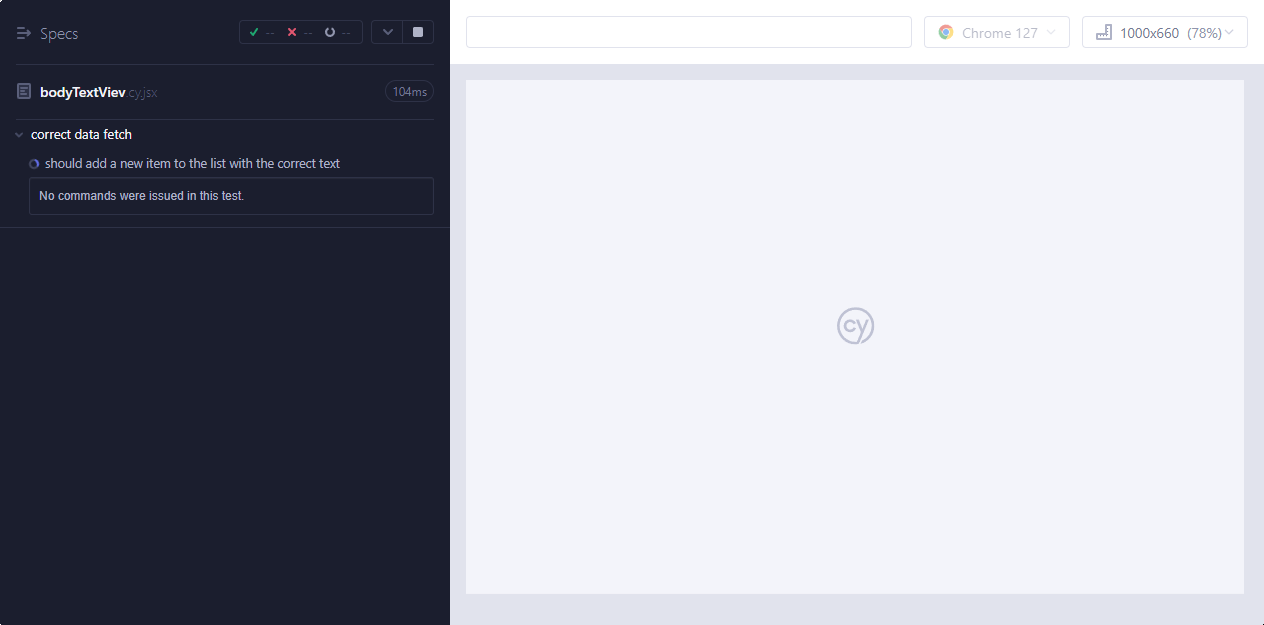 Specs
-- -- --
bodyTextViev.cy.jsx 104ms
correct data fetch
should add a new item to the list with the correct text
No commands were issued in this test.
Chrome 127
1000x660 (78%)
cy